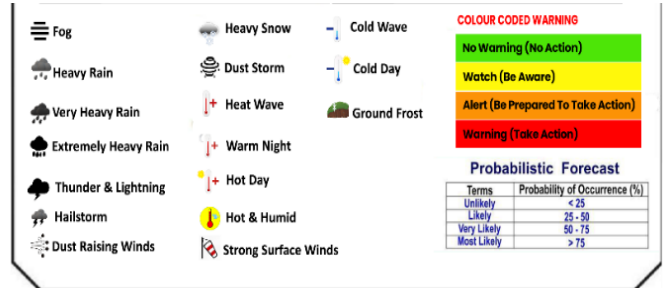 Fog
Heavy Rain
Very Heavy Rain
Extremely Heavy Rain
Thunder & Lightning
Hailstorm
Dust Raising Winds
Heavy Snow
Dust Storm
Heat Wave
Warm Night
Hot Day
Hot & Humid
Strong Surface Winds
Cold Wave
Cold Day
Ground Frost
COLOUR CODED WARNING
No Warning (No Action)
Watch (Be Aware)
Alert (Be Prepared To Take Action)
Warning (Take Action)
Probabilistic Forecast
Terms Probability of Occurrence (%)
Unlikely < 25
Likely 25 - 50
Very Likely 50 - 75
Most Likely > 75